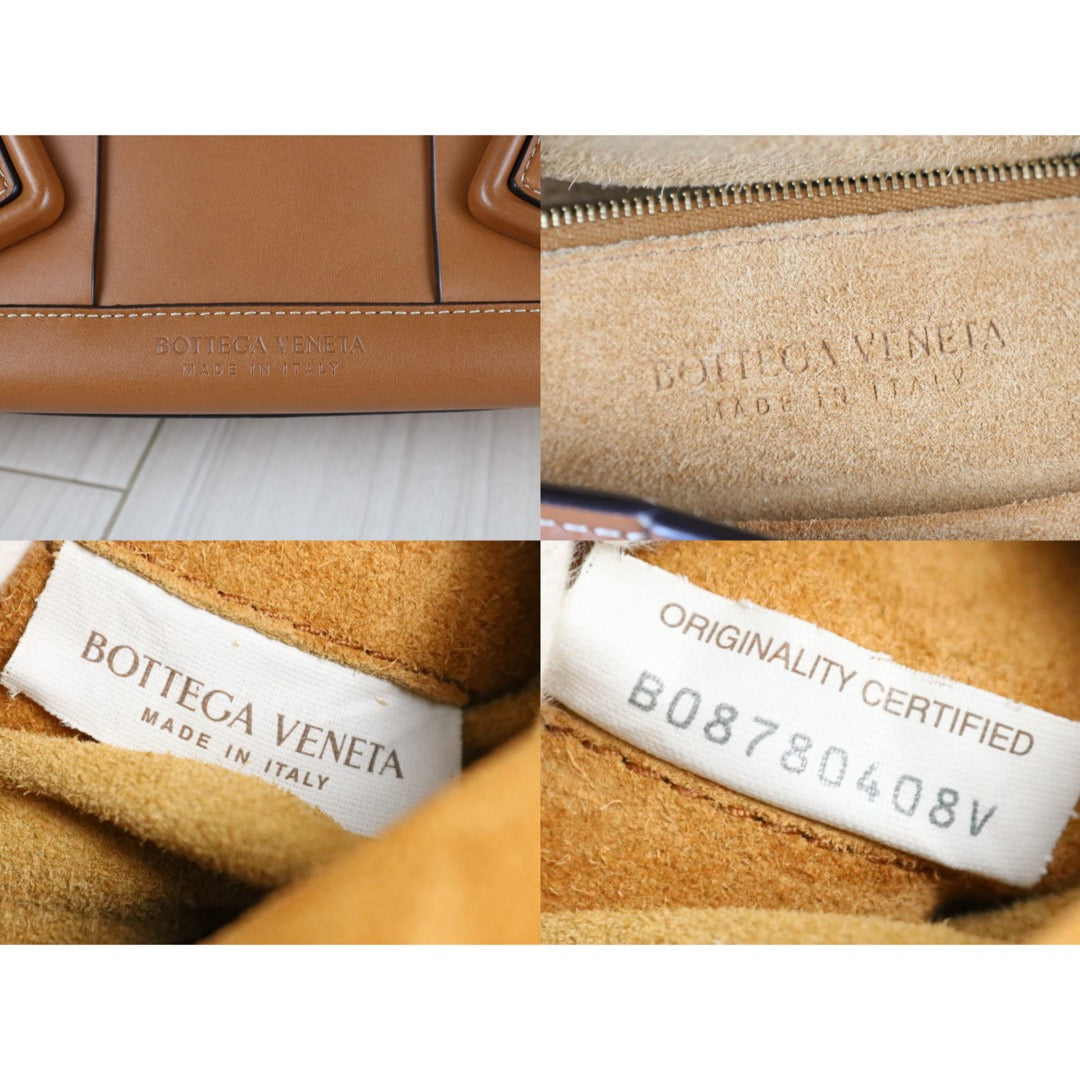 BOTTEGA VENETA
MADE IN ITALY
BOTTEGA VENETA
MADE IN ITALY
BOTTEGA VENETA
MADE IN ITALY
ORIGINALITY CERTIFIED
B08780408V